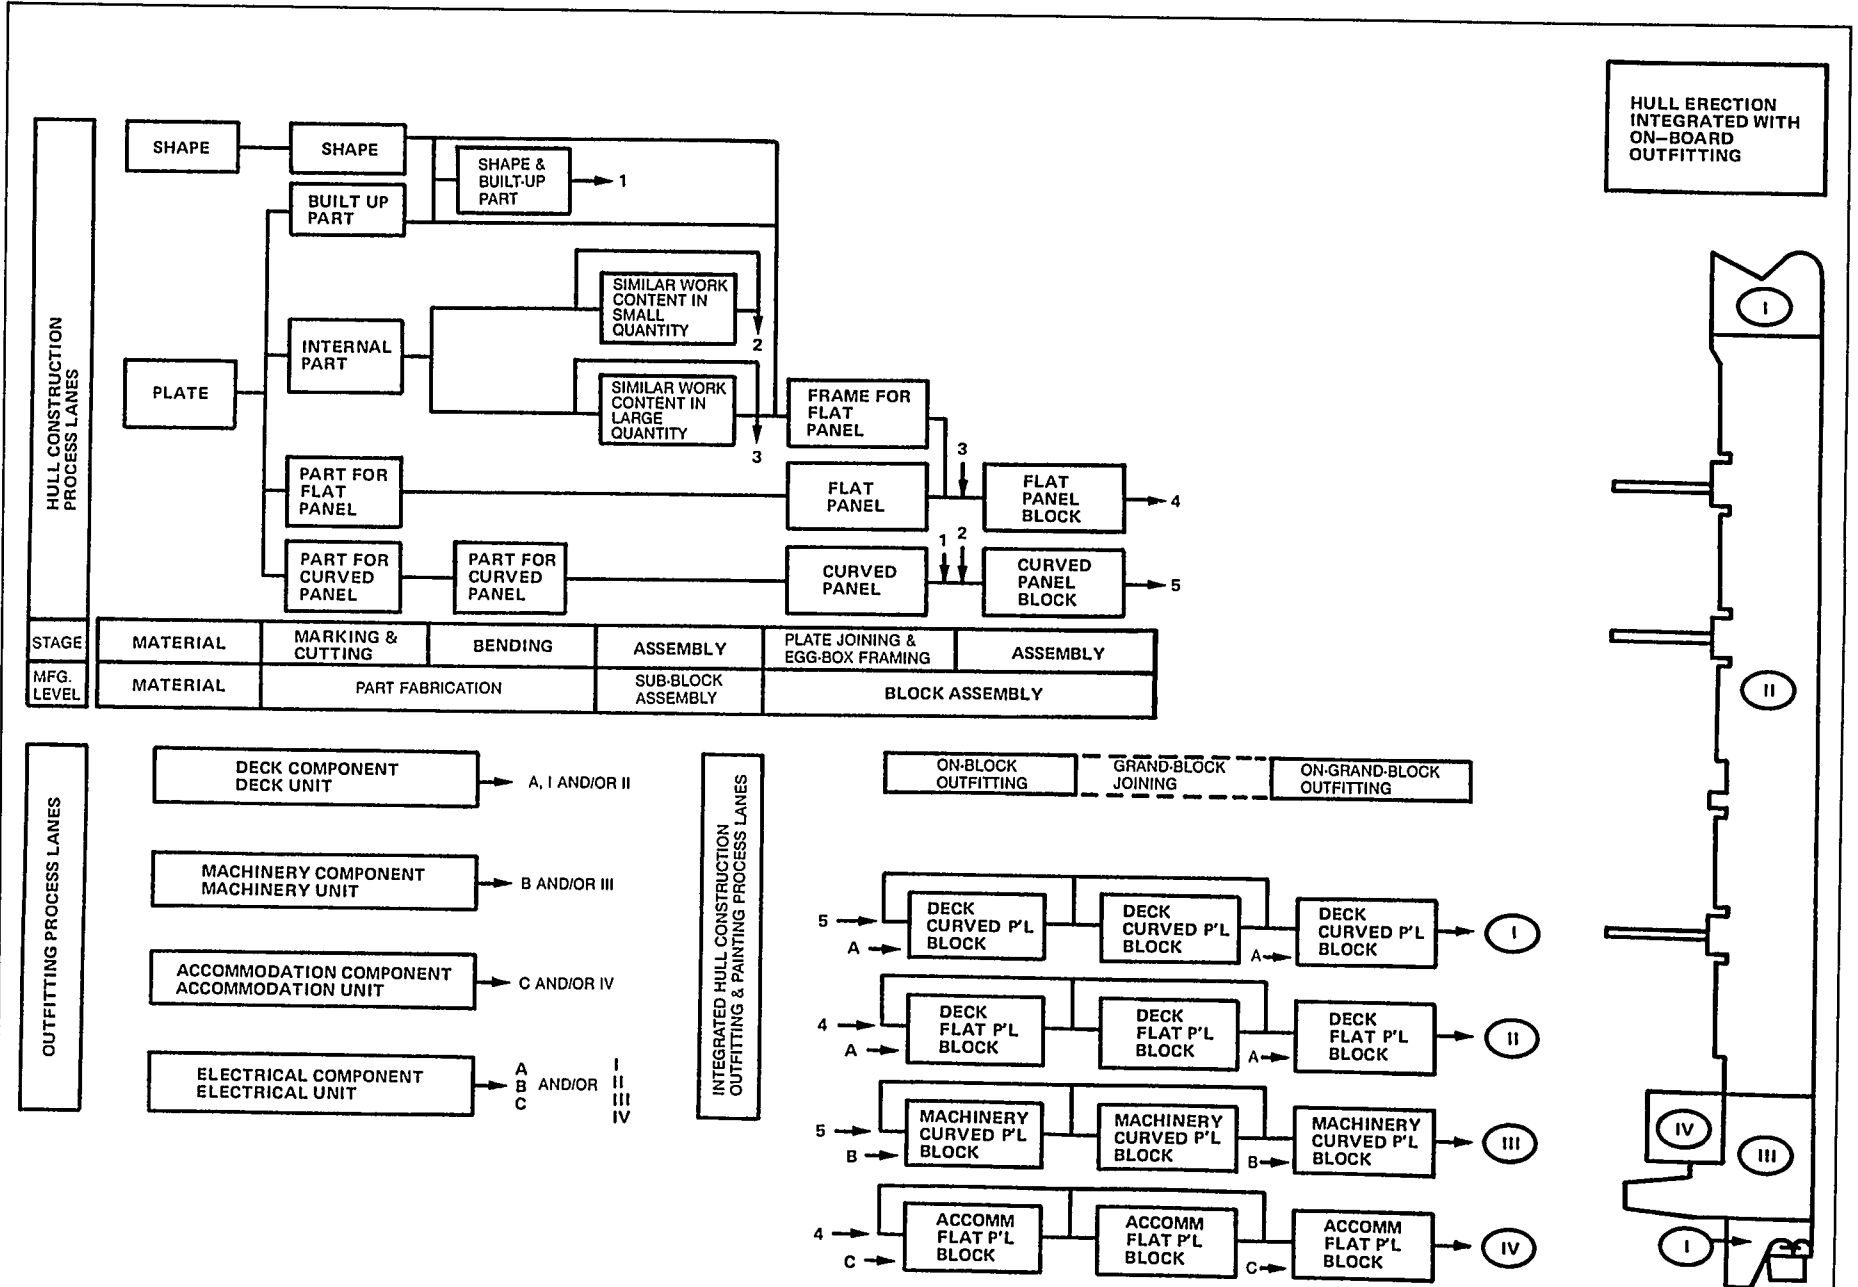 HULL ERECTION
INTEGRATED WITH
ON-BOARD
OUTFITTING
HULL CONSTRUCTION
PROCESS LANES
SHAPE
SHAPE
SHAPE &
BUILT-UP
PART
1
BUILT UP
PART
SIMILAR WORK
CONTENT IN
SMALL
QUANTITY
2
INTERNAL
PART
PLATE
SIMILAR WORK
CONTENT IN
LARGE
QUANTITY
3
FRAME FOR
FLAT
PANEL
PART FOR
FLAT
PANEL
FLAT
PANEL
3
FLAT
PANEL
BLOCK
4
PART FOR
CURVED
PANEL
PART FOR
CURVED
PANEL
CURVED
PANEL
1
2
CURVED
PANEL
BLOCK
5
STAGE
MATERIAL
MARKING &
CUTTING
BENDING
ASSEMBLY
PLATE JOINING &
EGG-BOX FRAMING
ASSEMBLY
MFG.
LEVEL
MATERIAL
PART FABRICATION
SUB-BLOCK
ASSEMBLY
BLOCK ASSEMBLY
OUTFITTING PROCESS LANES
DECK COMPONENT
DECK UNIT
A, I AND/OR II
MACHINERY COMPONENT
MACHINERY UNIT
B AND/OR III
ACCOMMODATION COMPONENT
ACCOMMODATION UNIT
C AND/OR IV
ELECTRICAL COMPONENT
ELECTRICAL UNIT
A
B
C
AND/OR
I
II
III
IV
INTEGRATED HULL CONSTRUCTION
OUTFITTING & PAINTING PROCESS LANES
ON-BLOCK
OUTFITTING
GRAND-BLOCK
JOINING
ON-GRAND-BLOCK
OUTFITTING
5
A
DECK
CURVED P'L
BLOCK
DECK
CURVED P'L
BLOCK
A
DECK
CURVED P'L
BLOCK
I
4
A
DECK
FLAT P'L
BLOCK
DECK
FLAT P'L
BLOCK
A
DECK
FLAT P'L
BLOCK
II
5
B
MACHINERY
CURVED P'L
BLOCK
MACHINERY
CURVED P'L
BLOCK
B
MACHINERY
CURVED P'L
BLOCK
III
4
C
ACCOMM
FLAT P'L
BLOCK
ACCOMM
FLAT P'L
BLOCK
C
ACCOMM
FLAT P'L
BLOCK
IV
I
II
IV
III
I